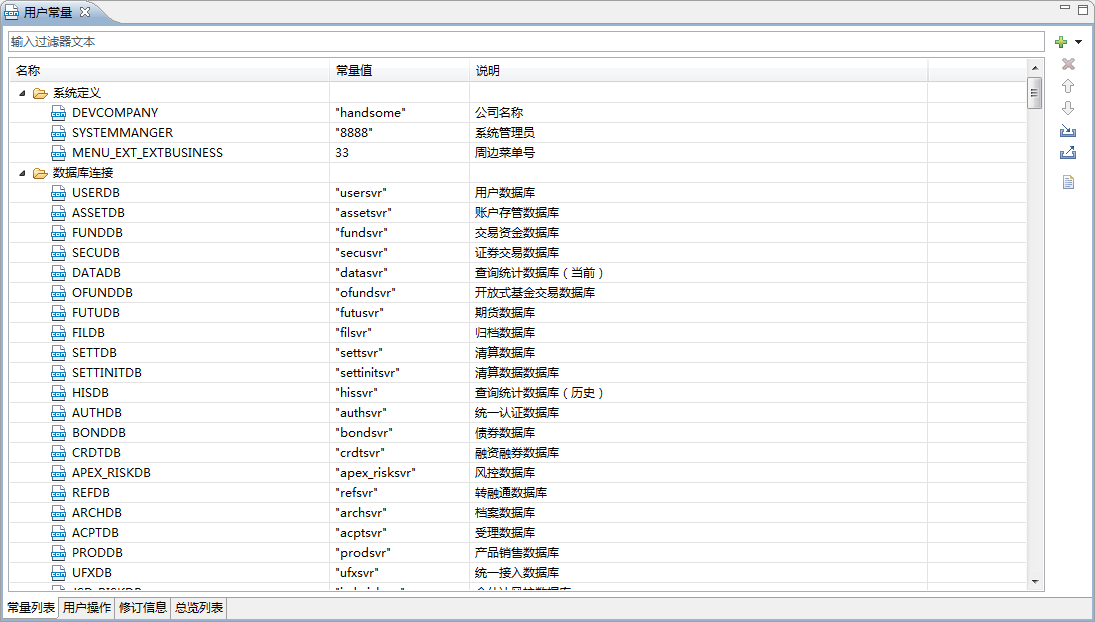 用户常量
输入过滤器文本
名称 常量值 说明
系统定义
DEVCOMPANY "handsome" 公司名称
SYSTEMMANGER "8888" 系统管理员
MENU_EXT_EXTBUSINESS 33 周边菜单号
数据库连接
USERDB "usersvr" 用户数据库
ASSETDB "assetsvr" 账户存管数据库
FUNDDB "fundsvr" 交易资金数据库
SECUDB "secusvr" 证券交易数据库
DATADB "datasvr" 查询统计数据库（当前）
OFUNDDB "ofundsvr" 开放式基金交易数据库
FUTUDB "futusvr" 期货数据库
FILDB "filsvr" 归档数据库
SETTDB "settsvr" 清算数据库
SETTINITDB "settinitsvr" 清算数据数据库
HISDB "hissvr" 查询统计数据库（历史）
AUTHDB "authsvr" 统一认证数据库
BONDDB "bondsvr" 债券数据库
CRDTDB "crdtsvr" 融资融券数据库
APEX_RISKDB "apex_risksvr" 风控数据库
REFDB "refsvr" 转融通数据库
ARCHDB "archsvr" 档案数据库
ACPTDB "acptsvr" 受理数据库
PRODDB "prodsvr" 产品销售数据库
UFXDB "ufxsvr" 统一接入数据库
常量列表 用户操作 修订信息 总览列表